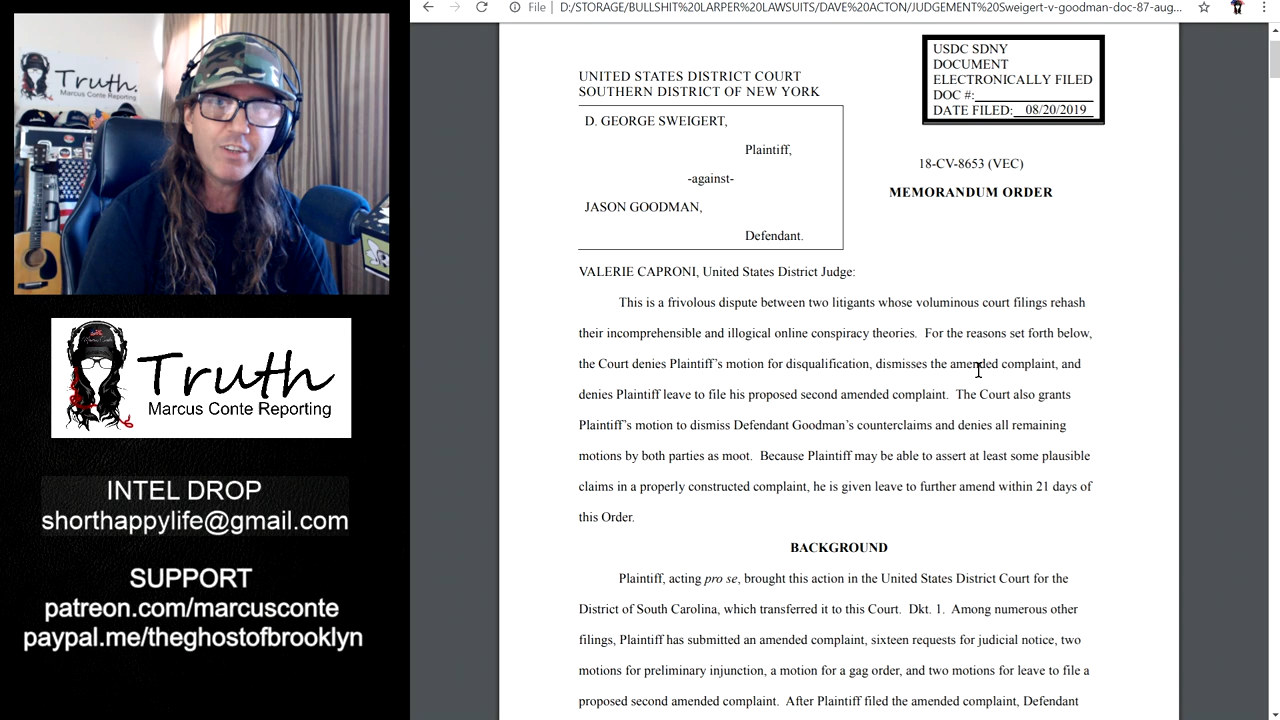 File | D:/STORAGE/BULLSHIT%20LARPER%20LAWSUITS/DAVE%20ACTON/JUDGEMENT%20Sweigert-v-goodman-doc-87-aug...
Truth.
Marcus Conte Reporting
Truth
Marcus Conte Reporting
INTEL DROP
shorthappylife@gmail.com
SUPPORT
patreon.com/marcusconte
paypal.me/theghostofbrooklyn
USDC SDNY
DOCUMENT
ELECTRONICALLY FILED
DOC #:
DATE FILED: 08/20/2019
UNITED STATES DISTRICT COURT
SOUTHERN DISTRICT OF NEW YORK
D. GEORGE SWEIGERT,
Plaintiff,
-against-
JASON GOODMAN,
Defendant.
18-CV-8653 (VEC)
MEMORANDUM ORDER
VALERIE CAPRONI, United States District Judge:
This is a frivolous dispute between two litigants whose voluminous court filings rehash
their incomprehensible and illogical online conspiracy theories. For the reasons set forth below,
the Court denies Plaintiff's motion for disqualification, dismisses the amended complaint, and
denies Plaintiff leave to file his proposed second amended complaint. The Court also grants
Plaintiff's motion to dismiss Defendant Goodman's counterclaims and denies all remaining
motions by both parties as moot. Because Plaintiff may be able to assert at least some plausible
claims in a properly constructed complaint, he is given leave to further amend within 21 days of
this Order.
BACKGROUND
Plaintiff, acting pro se, brought this action in the United States District Court for the
District of South Carolina, which transferred it to this Court. Dkt. 1. Among numerous other
filings, Plaintiff has submitted an amended complaint, sixteen requests for judicial notice, two
motions for preliminary injunction, a motion for a gag order, and two motions for leave to file a
proposed second amended complaint. After Plaintiff filed the amended complaint, Defendant